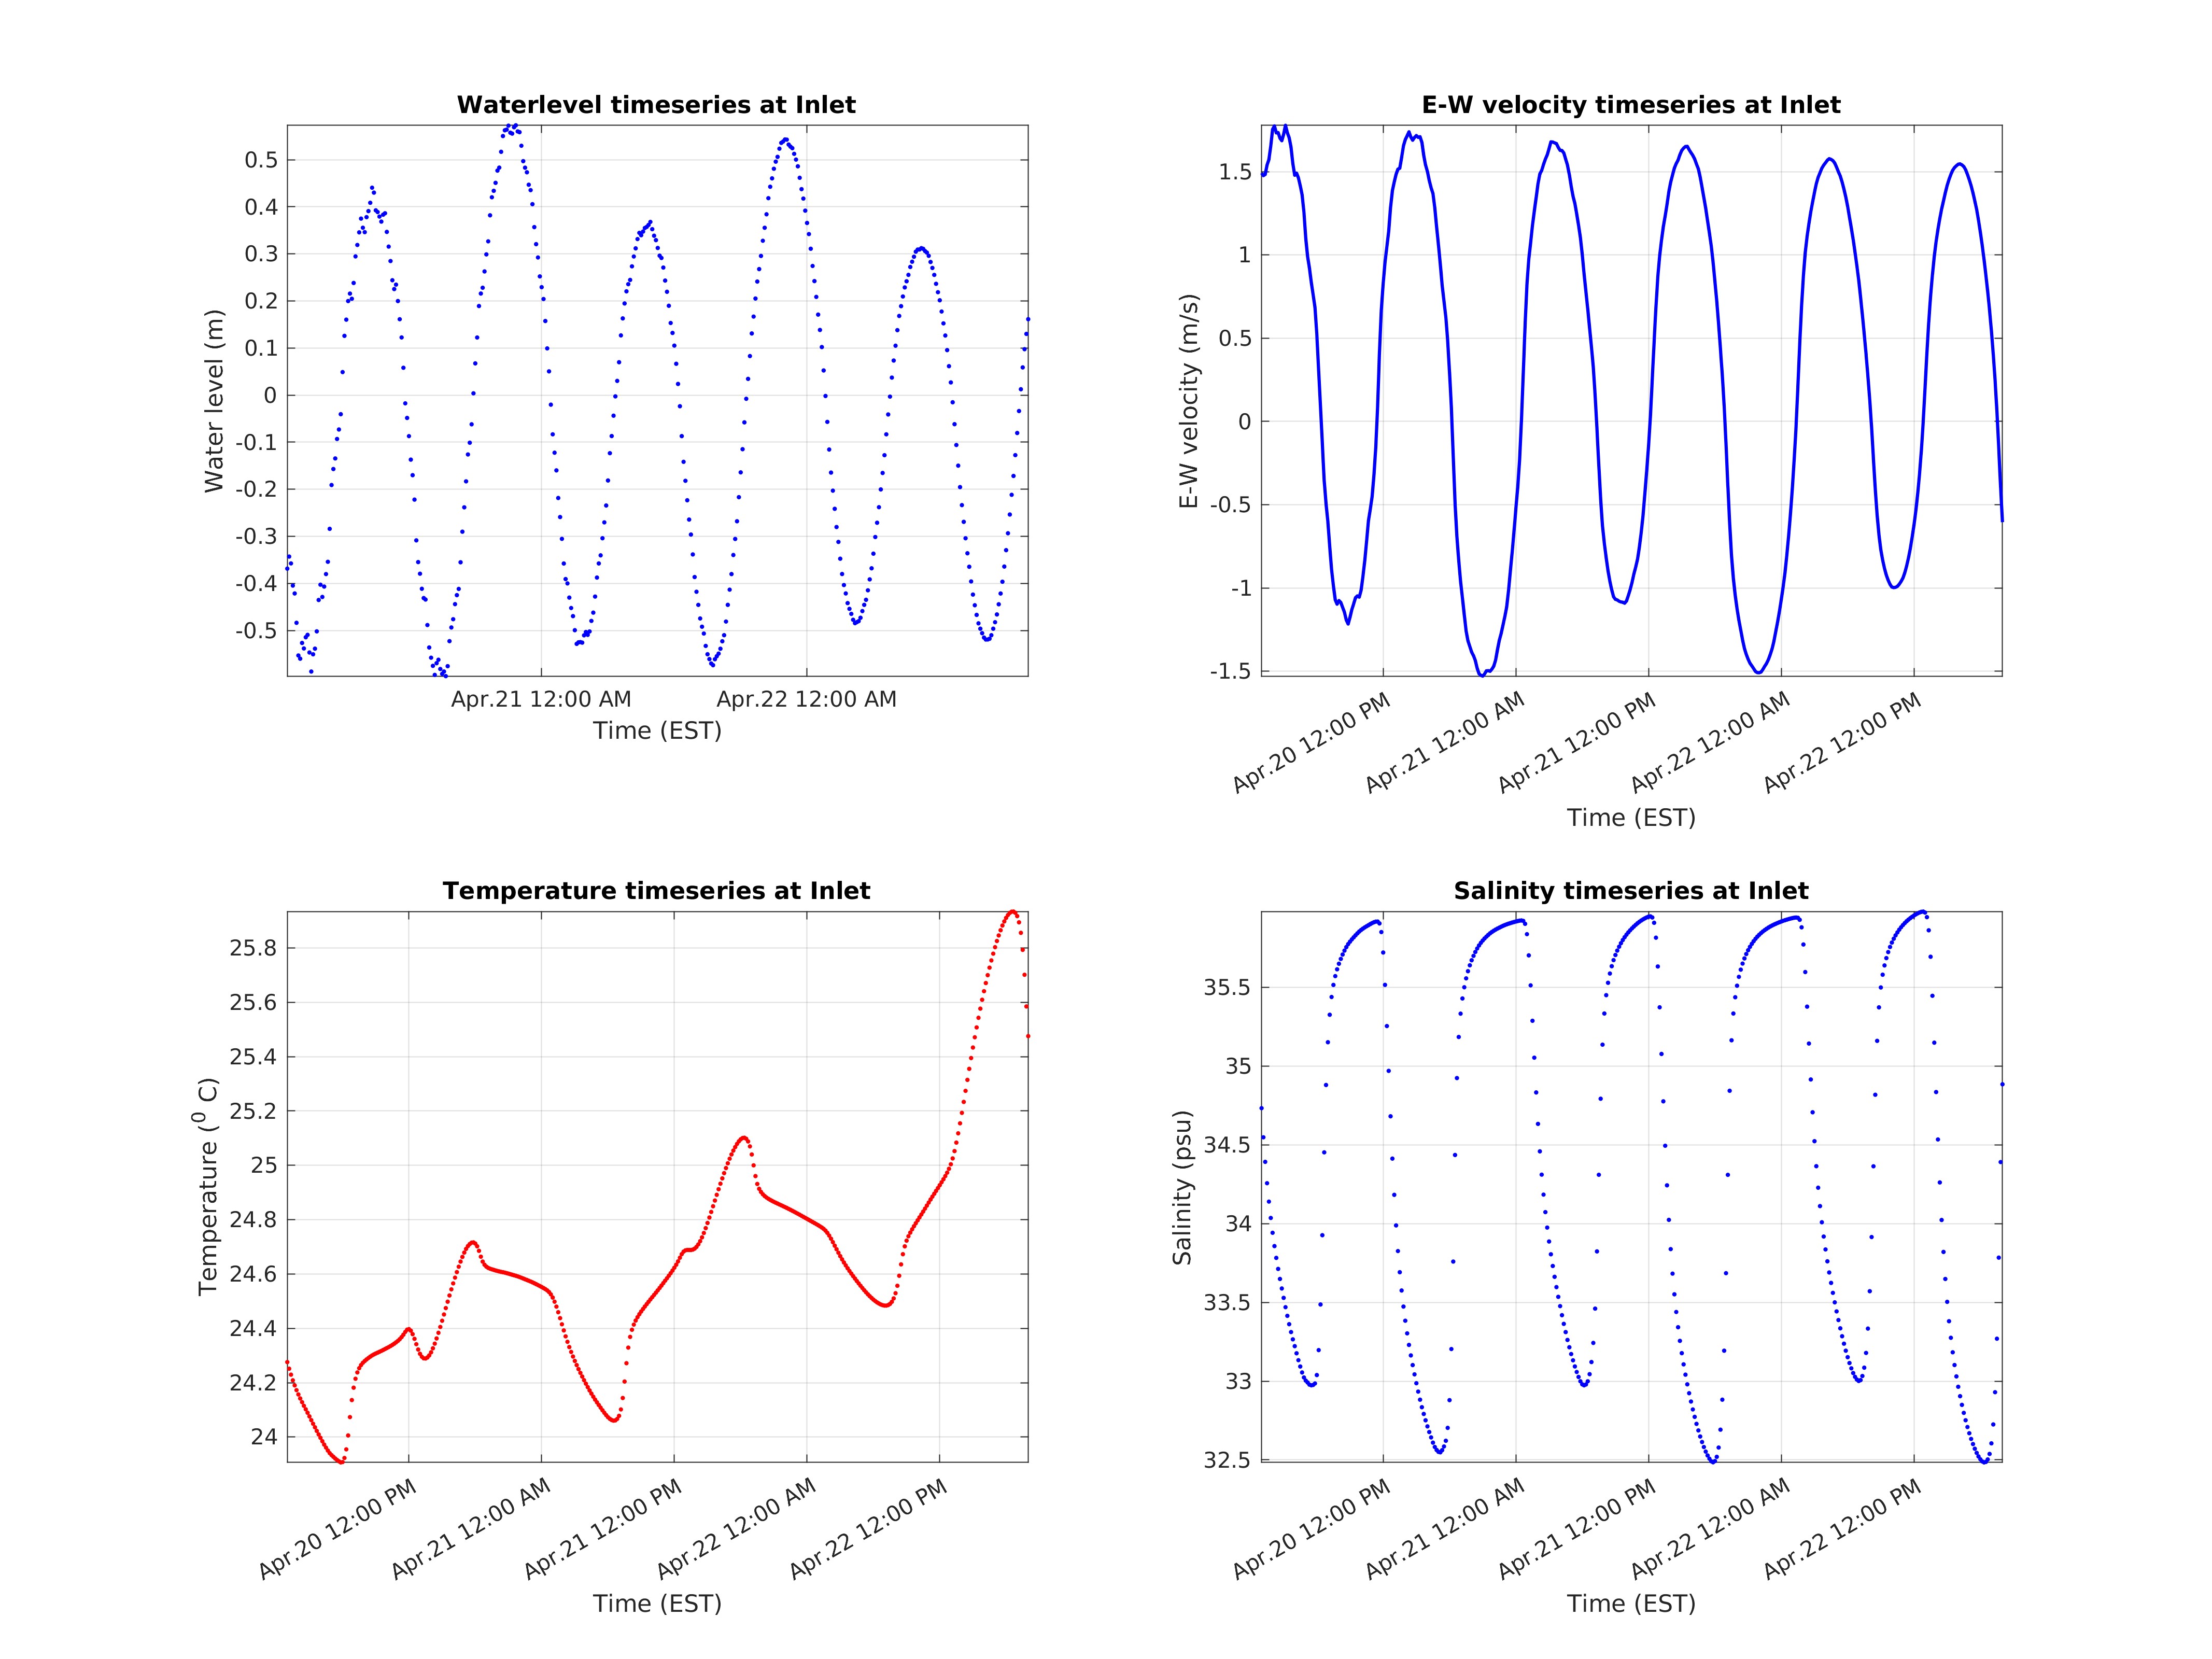 Waterlevel timeseries at Inlet
0.5
0.4
0.3
0.2
0.1
0
-0.1
-0.2
-0.3
-0.4
-0.5
Water level (m)
Apr.21 12:00 AM
Apr.22 12:00 AM
Time (EST)
E-W velocity timeseries at Inlet
1.5
1
0.5
0
-0.5
-1
-1.5
E-W velocity (m/s)
Apr.20 12:00 PM
Apr.21 12:00 AM
Apr.21 12:00 PM
Apr.22 12:00 AM
Apr.22 12:00 PM
Time (EST)
Temperature timeseries at Inlet
25.8
25.6
25.4
25.2
25
24.8
24.6
24.4
24.2
24
Temperature (⁰ C)
Apr.20 12:00 PM
Apr.21 12:00 AM
Apr.21 12:00 PM
Apr.22 12:00 AM
Apr.22 12:00 PM
Time (EST)
Salinity timeseries at Inlet
35.5
35
34.5
34
33.5
33
32.5
Salinity (psu)
Apr.20 12:00 PM
Apr.21 12:00 AM
Apr.21 12:00 PM
Apr.22 12:00 AM
Apr.22 12:00 PM
Time (EST)